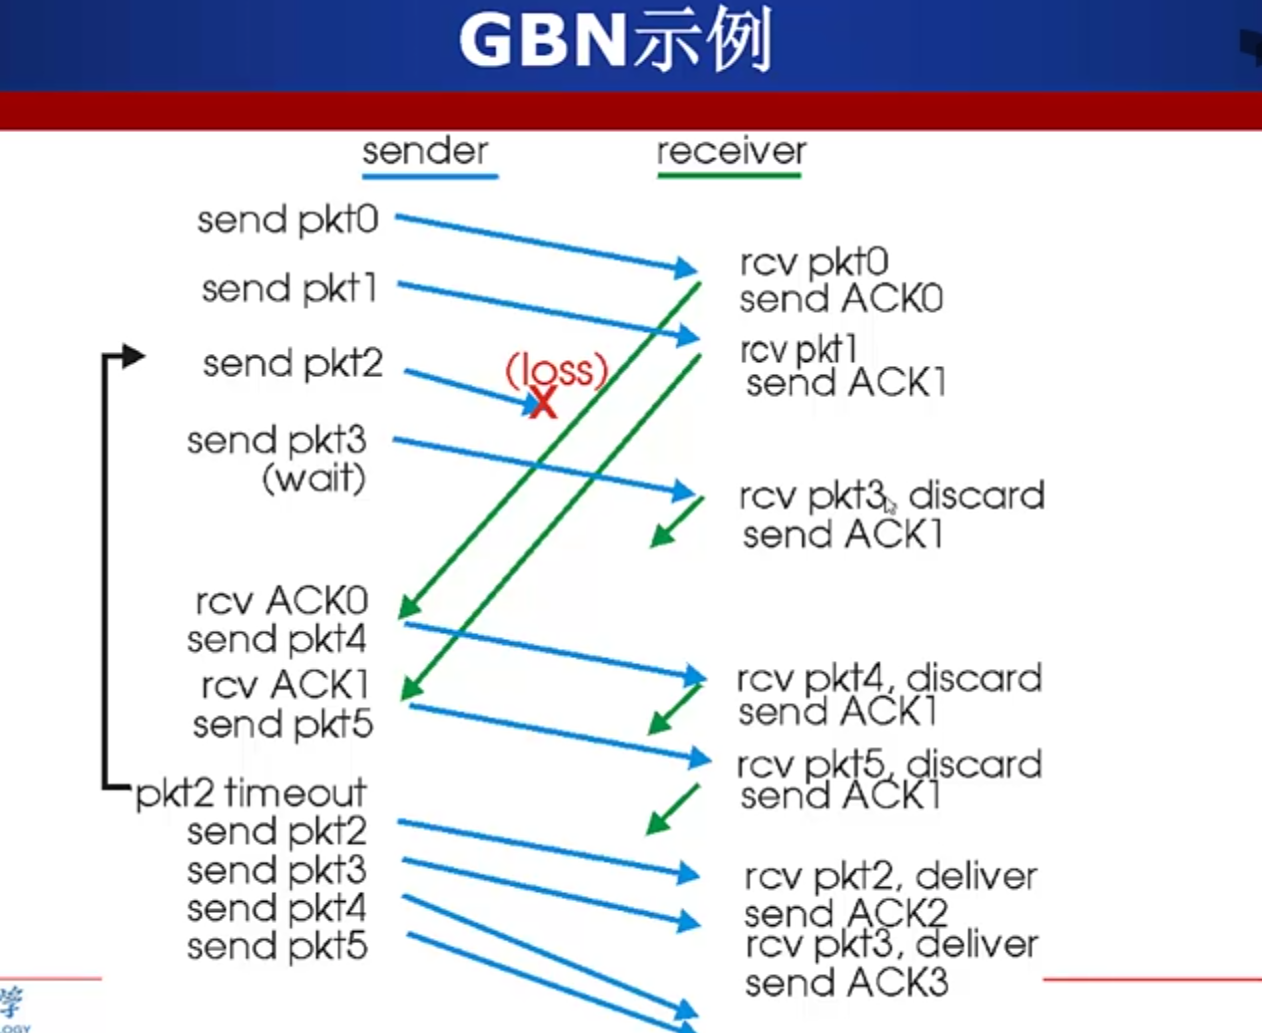 GBN示例
sender
receiver
send pkt0
rcv pkt0
send ACK0
send pkt1
rcv pkt1
send ACK1
send pkt2
(loss)
X
send pkt3
(wait)
rcv pkt3, discard
send ACK1
rcv ACK0
send pkt4
rcv pkt4, discard
send ACK1
rcv ACK1
send pkt5
rcv pkt5, discard
send ACK1
pkt2 timeout
send pkt2
send pkt3
send pkt4
send pkt5
rcv pkt2, deliver
send ACK2
rcv pkt3, deliver
send ACK3
学
OLOGY